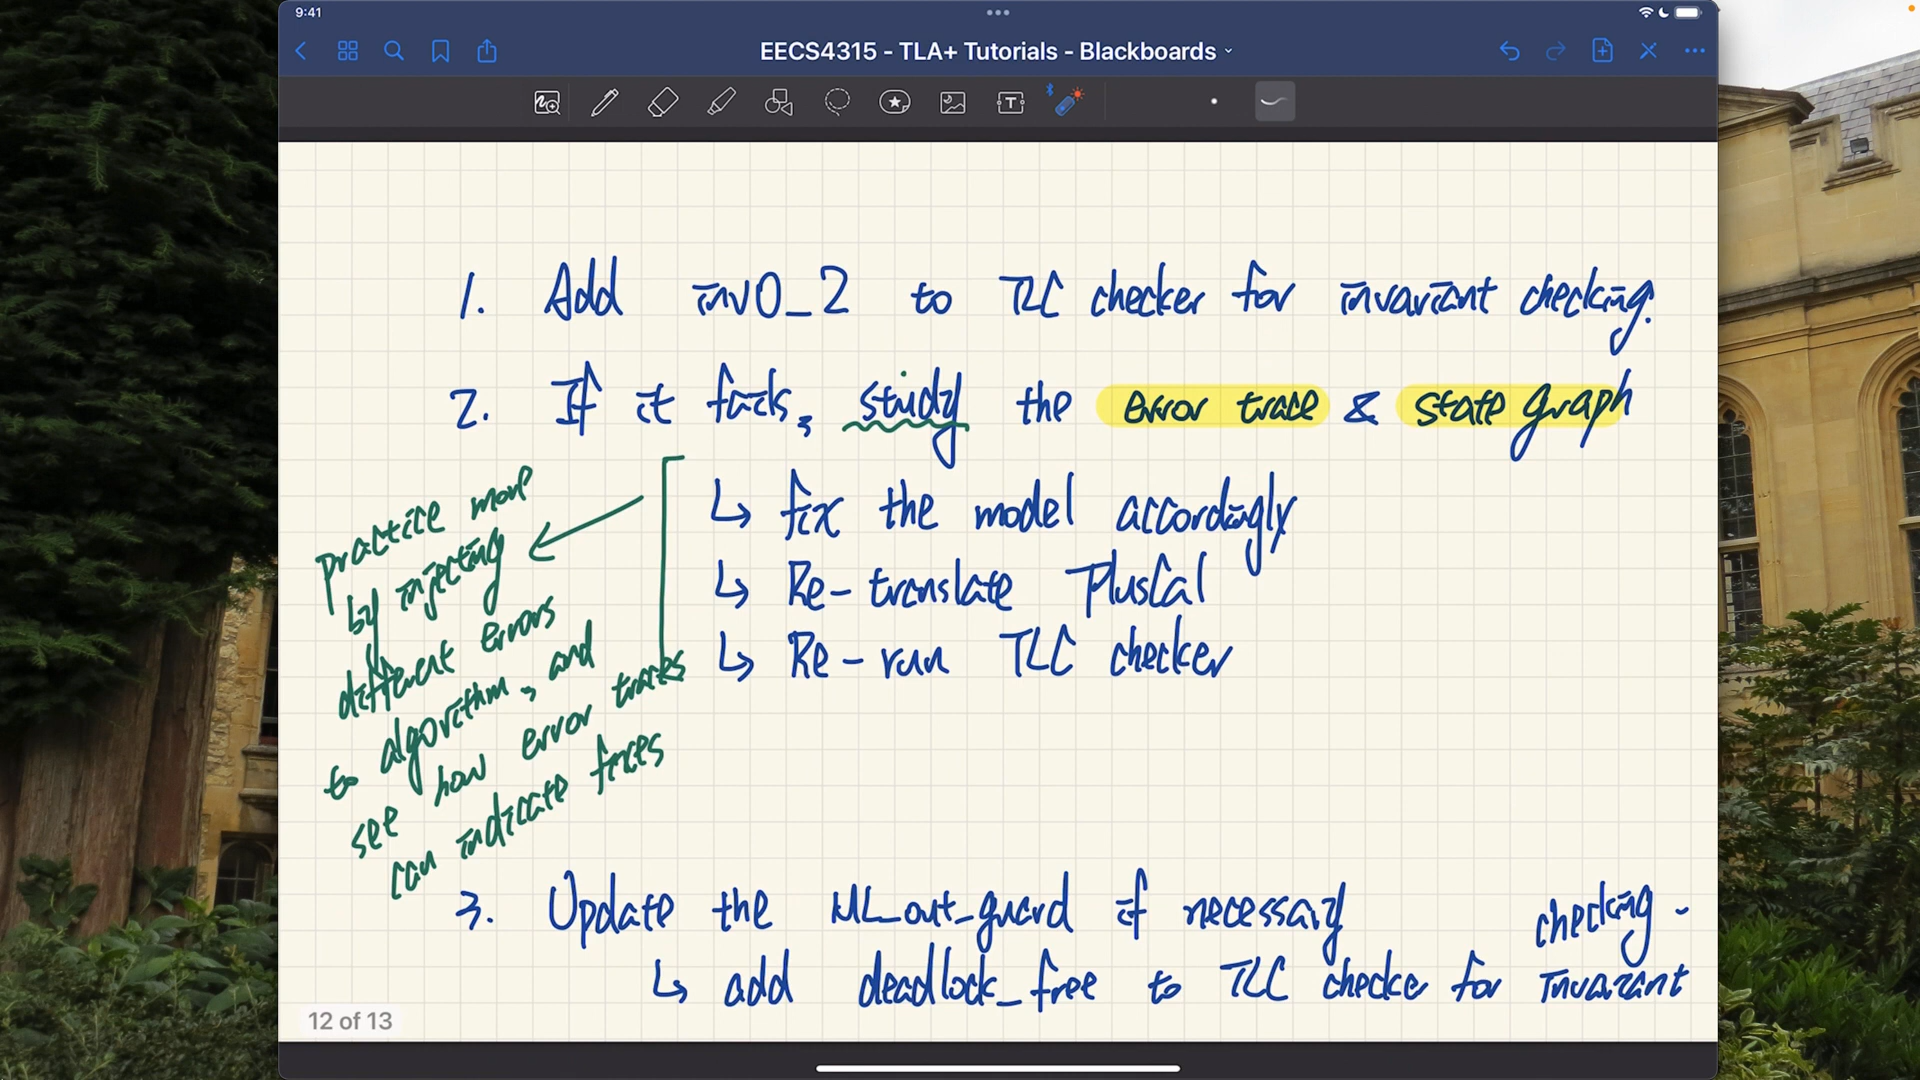 9:41
EECS4315 - TLA+ Tutorials - Blackboards
1. Add inv0_2 to TLC checker for invariant checking.
2. If it fails, study the error trace & state graph
↳ fix the model accordingly
↳ Re-translate PlusCal
↳ Re-run TLC checker
practice more
by injecting
different errors
to algorithm, and
see how error traces
can indicate fixes
3. Update the ML_out_guard if necessary
↳ add deadlock_free to TLC checker for invariant
checking.
12 of 13